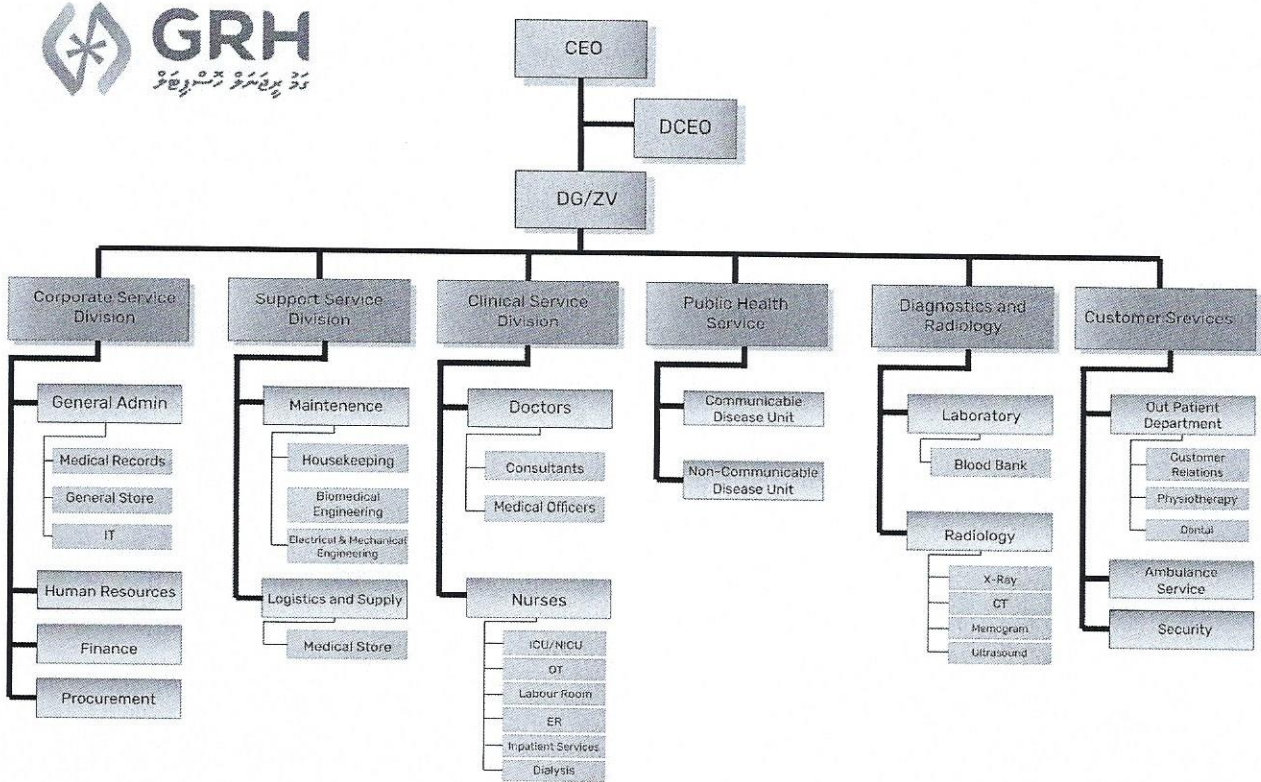 GRH
ގަމު ރީޖަނަލް ހޮސްޕިޓަލް
CEO
DCEO
DG/ZV
Corporate Service
Division
General Admin
Medical Records
General Store
IT
Human Resources
Finance
Procurement
Support Service
Division
Maintenence
Housekeeping
Biomedical
Engineering
Electrical & Mechanical
Engineering
Logistics and Supply
Medical Store
Clinical Service
Division
Doctors
Consultants
Medical Officers
Nurses
ICU/NICU
OT
Labour Room
ER
Inpatient Services
Dialysis
Public Health
Service
Communicable
Disease Unit
Non-Communicable
Disease Unit
Diagnostics and
Radiology
Laboratory
Blood Bank
Radiology
X-Ray
CT
Memogram
Ultrasound
Customer Srevices
Out Patient
Department
Customer
Relations
Physiotherapy
Dental
Ambulance
Service
Security